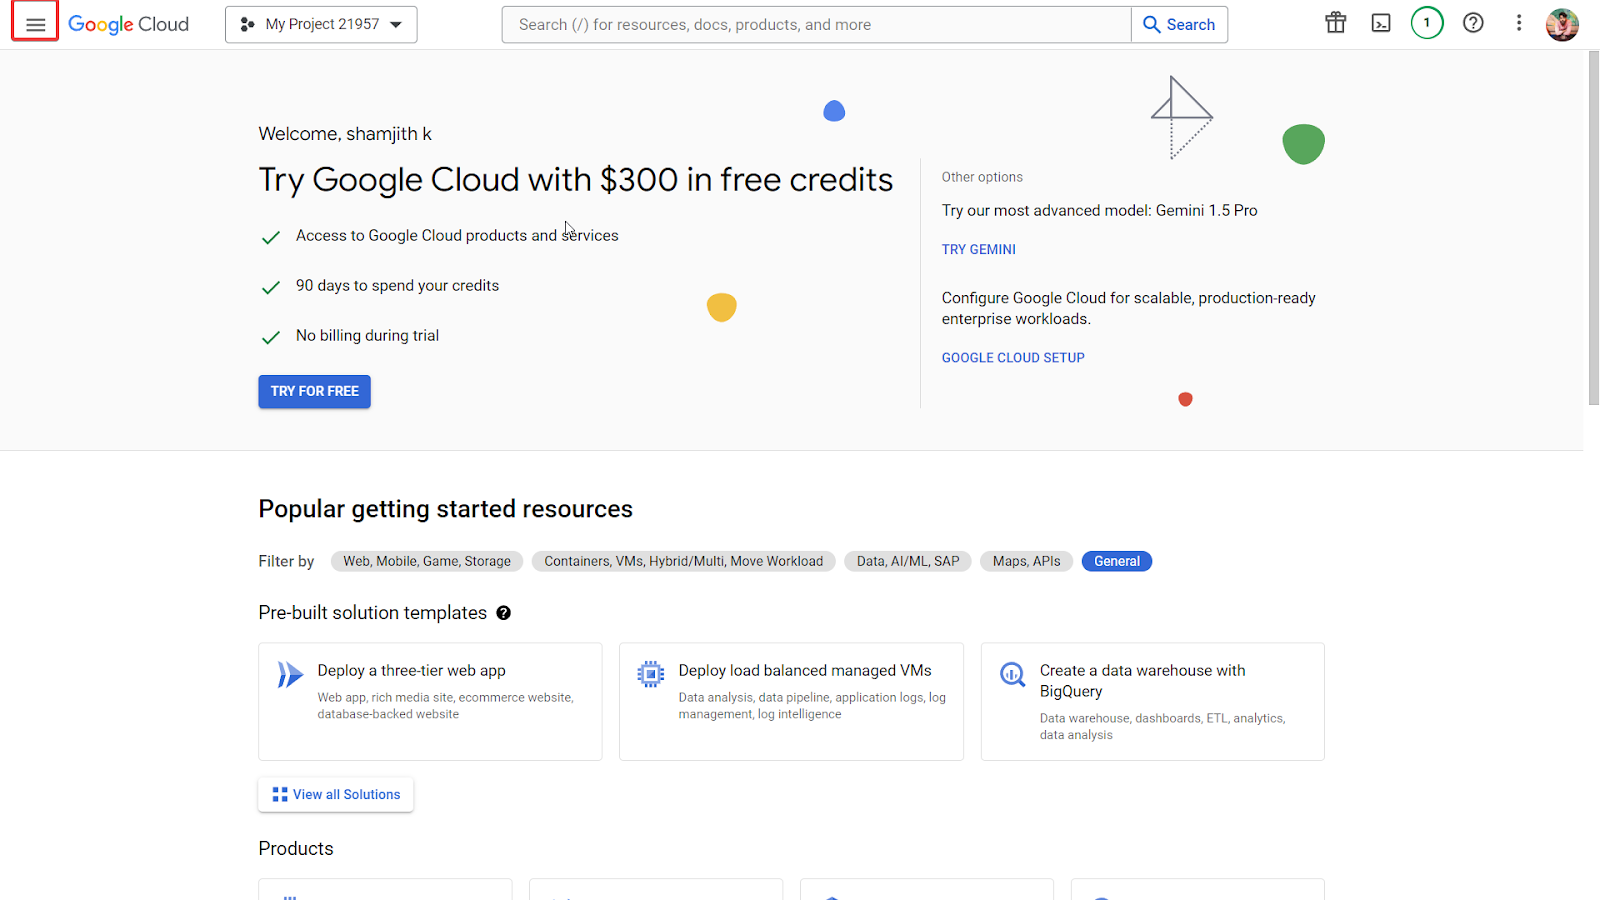 Google Cloud
My Project 21957
Search (/) for resources, docs, products, and more
Search
1
Welcome, shamjith k
Try Google Cloud with $300 in free credits
Access to Google Cloud products and services
90 days to spend your credits
No billing during trial
TRY FOR FREE
Other options
Try our most advanced model: Gemini 1.5 Pro
TRY GEMINI
Configure Google Cloud for scalable, production-ready
enterprise workloads.
GOOGLE CLOUD SETUP
Popular getting started resources
Filter by
Web, Mobile, Game, Storage
Containers, VMs, Hybrid/Multi, Move Workload
Data, AI/ML, SAP
Maps, APIs
General
Pre-built solution templates
Deploy a three-tier web app
Web app, rich media site, ecommerce website,
database-backed website
Deploy load balanced managed VMs
Data analysis, data pipeline, application logs, log
management, log intelligence
Create a data warehouse with
BigQuery
Data warehouse, dashboards, ETL, analytics,
data analysis
View all Solutions
Products